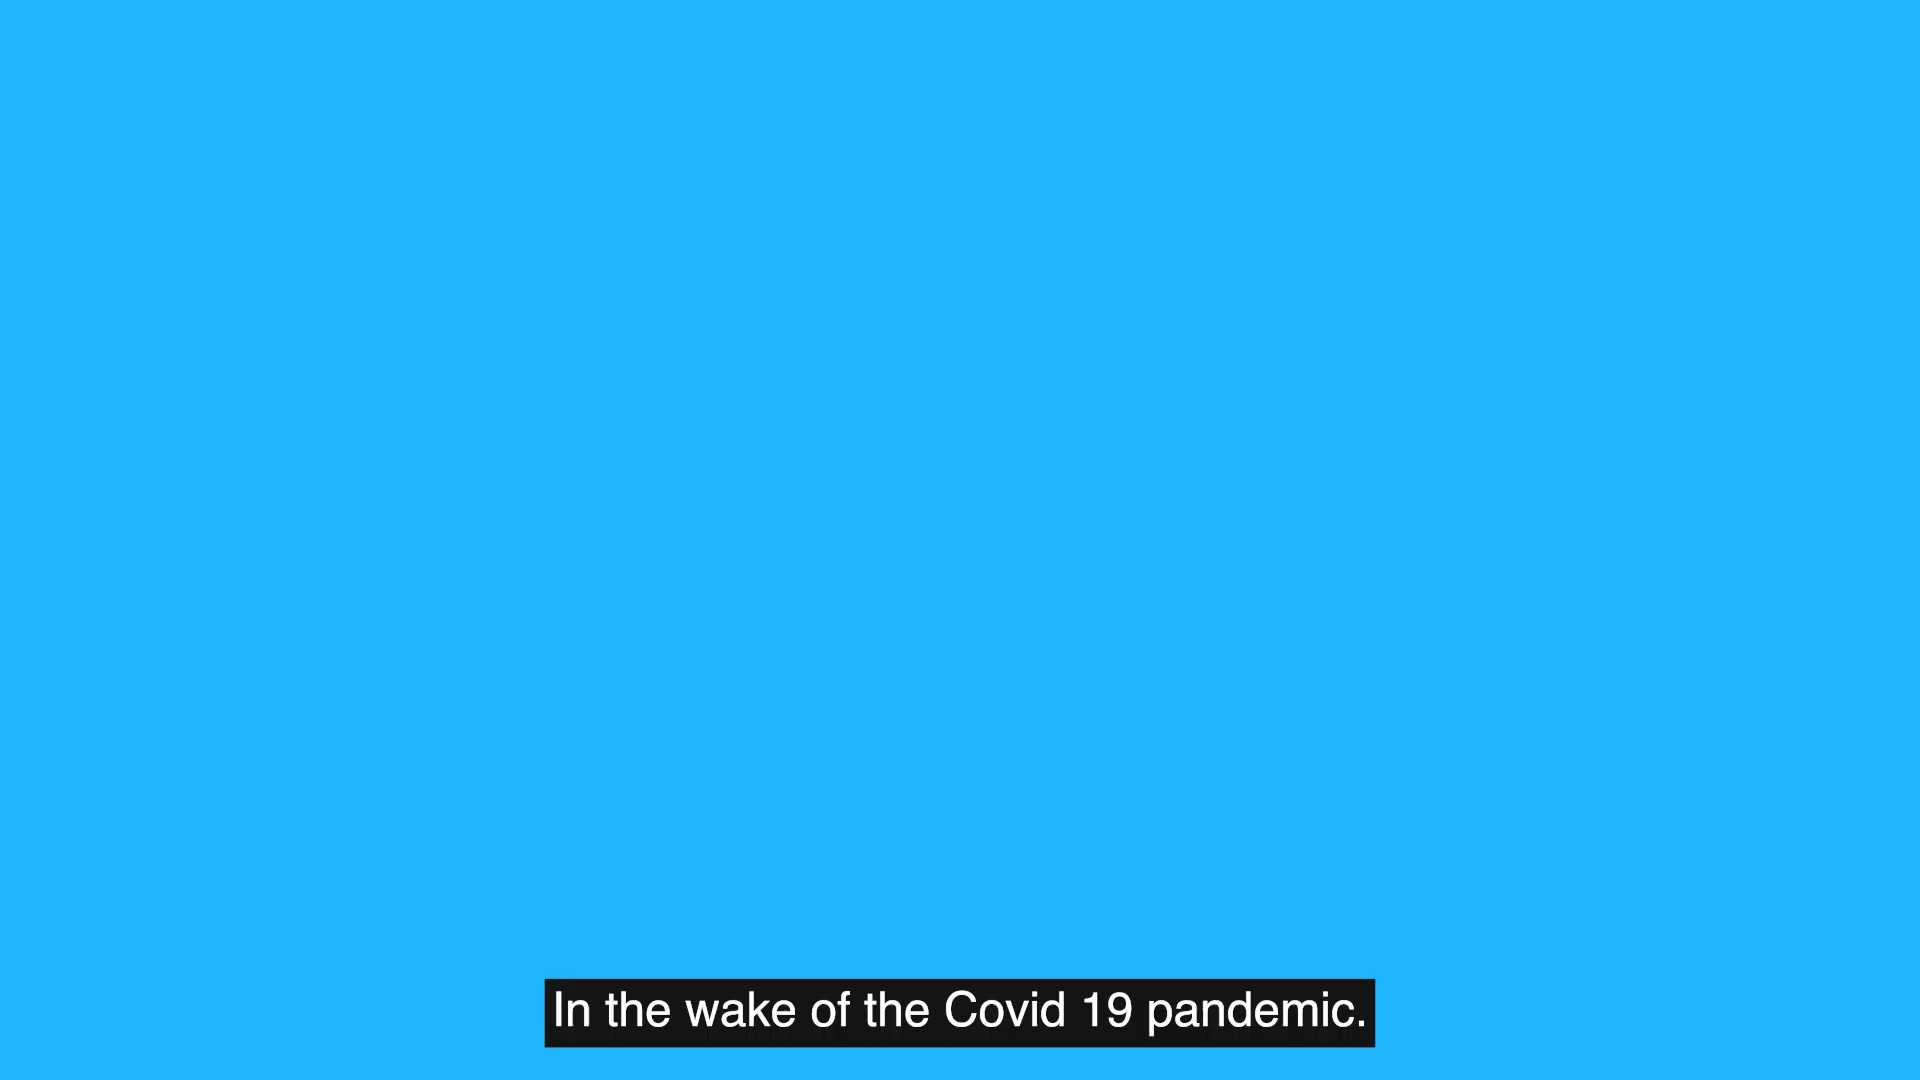 In the wake of the Covid 19 pandemic.